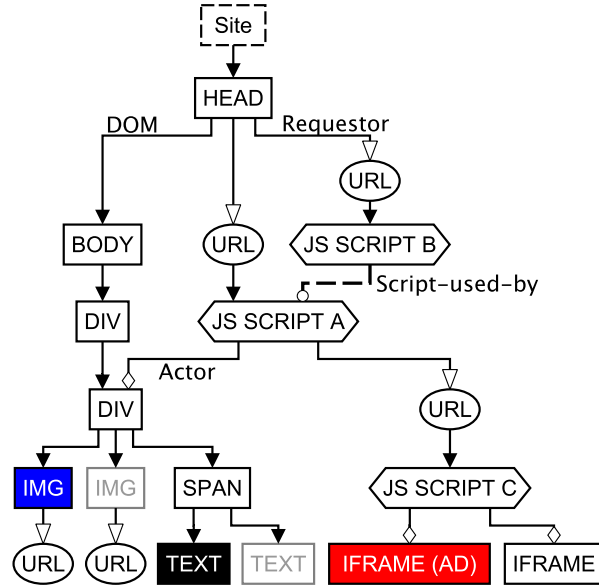 Site
HEAD
DOM
Requestor
URL
BODY
URL
JS SCRIPT B
Script-used-by
DIV
JS SCRIPT A
Actor
DIV
URL
IMG
IMG
SPAN
JS SCRIPT C
URL
URL
TEXT
TEXT
IFRAME (AD)
IFRAME